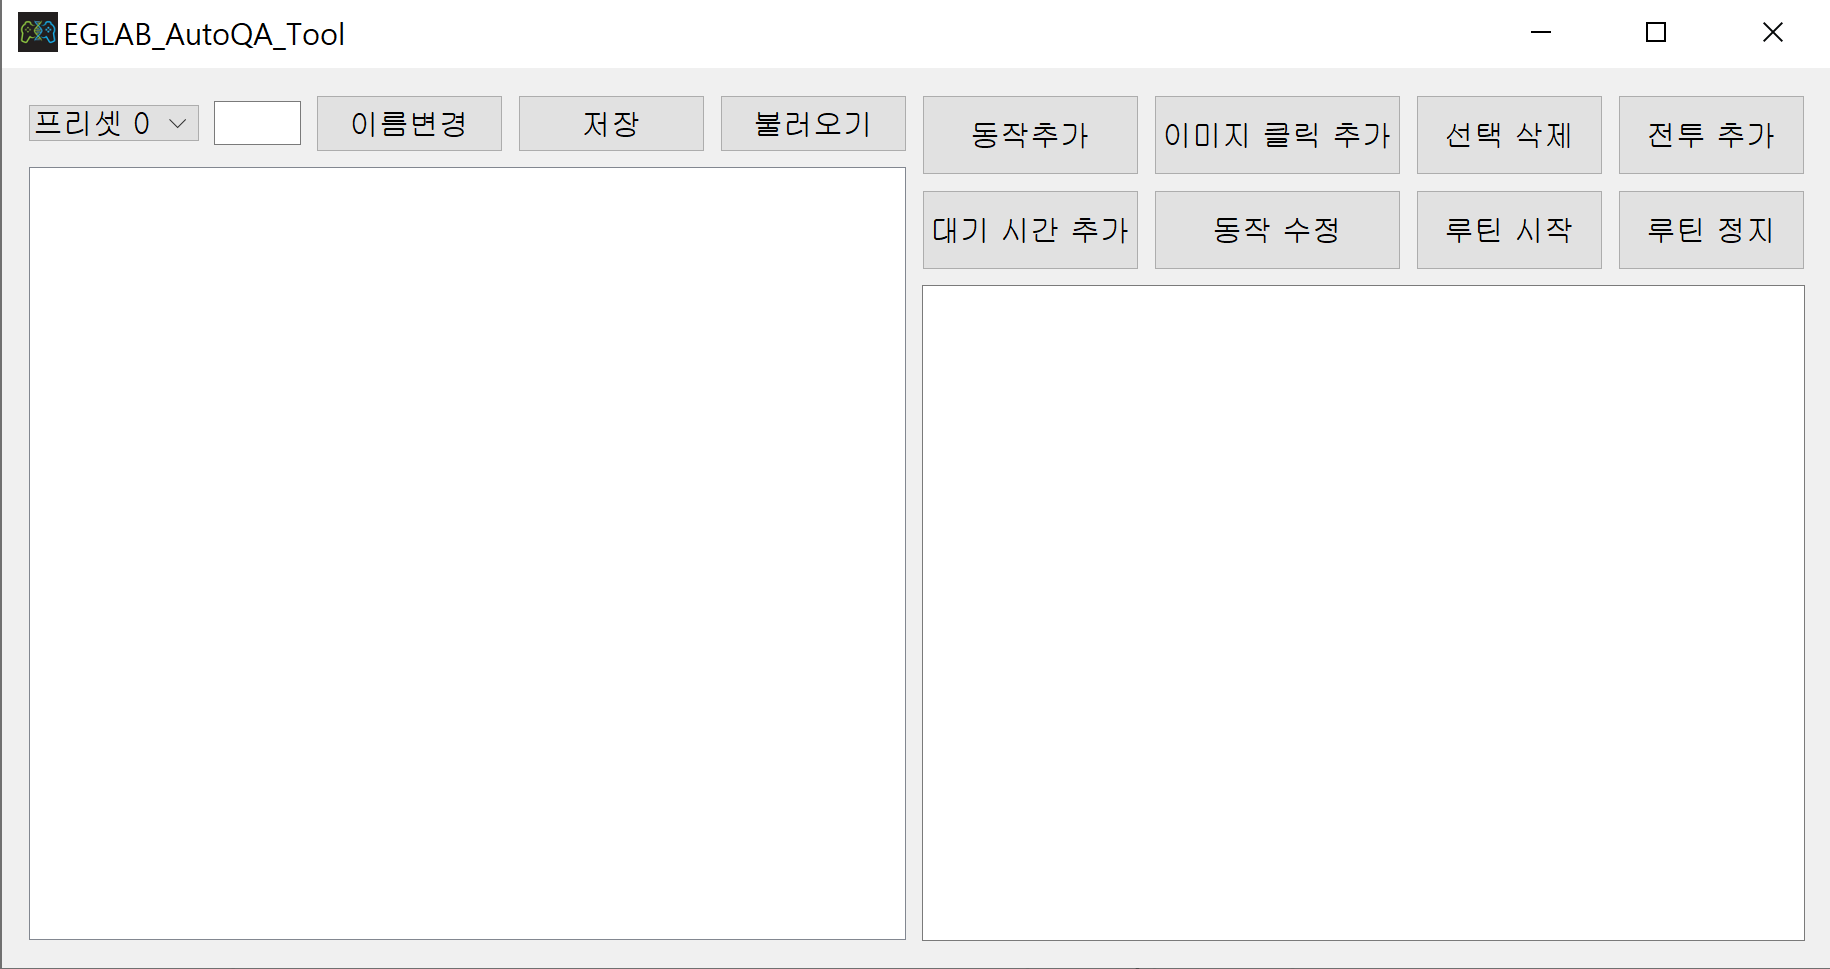 EGLAB_AutoQA_Tool
프리셋 0 이름변경 저장 불러오기
동작추가 이미지 클릭 추가 선택 삭제 전투 추가
대기 시간 추가 동작 수정 루틴 시작 루틴 정지